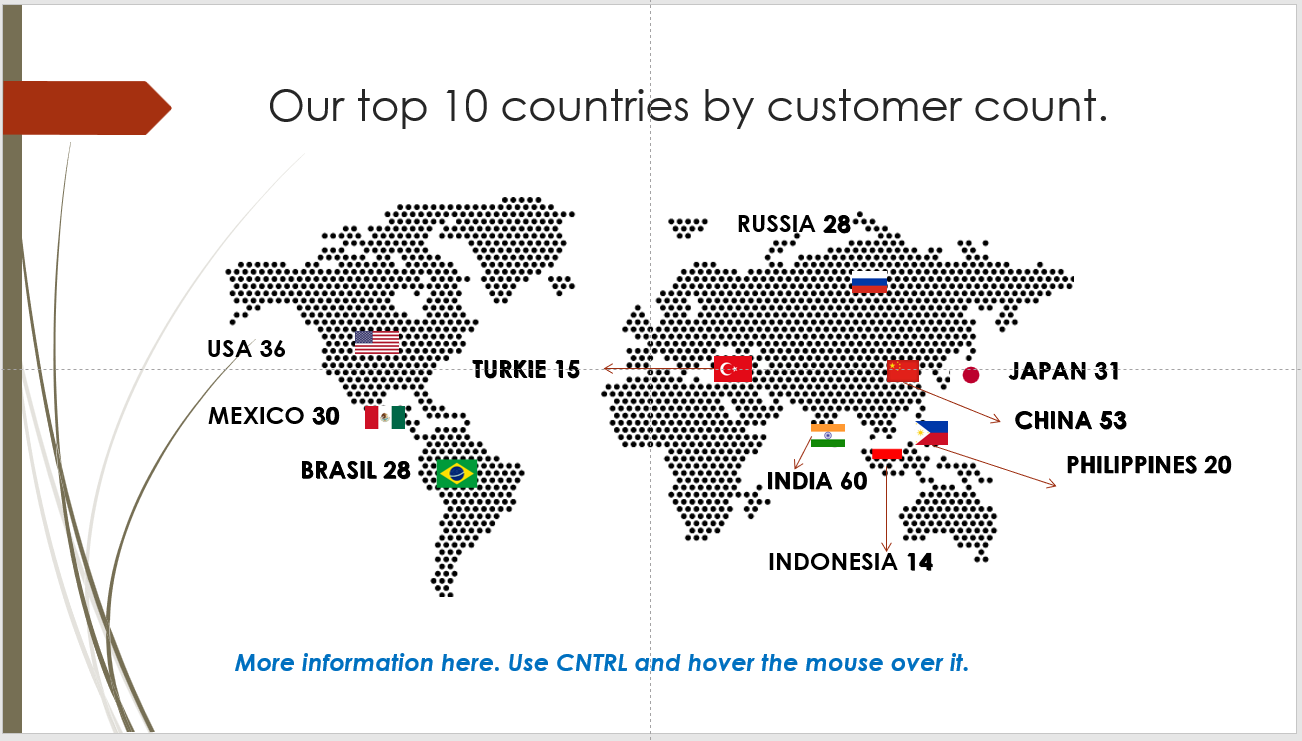 Our top 10 countries by customer count.
RUSSIA 28
USA 36
TURKIE 15
JAPAN 31
MEXICO 30
CHINA 53
BRASIL 28
PHILIPPINES 20
INDIA 60
INDONESIA 14
More information here. Use CNTRL and hover the mouse over it.